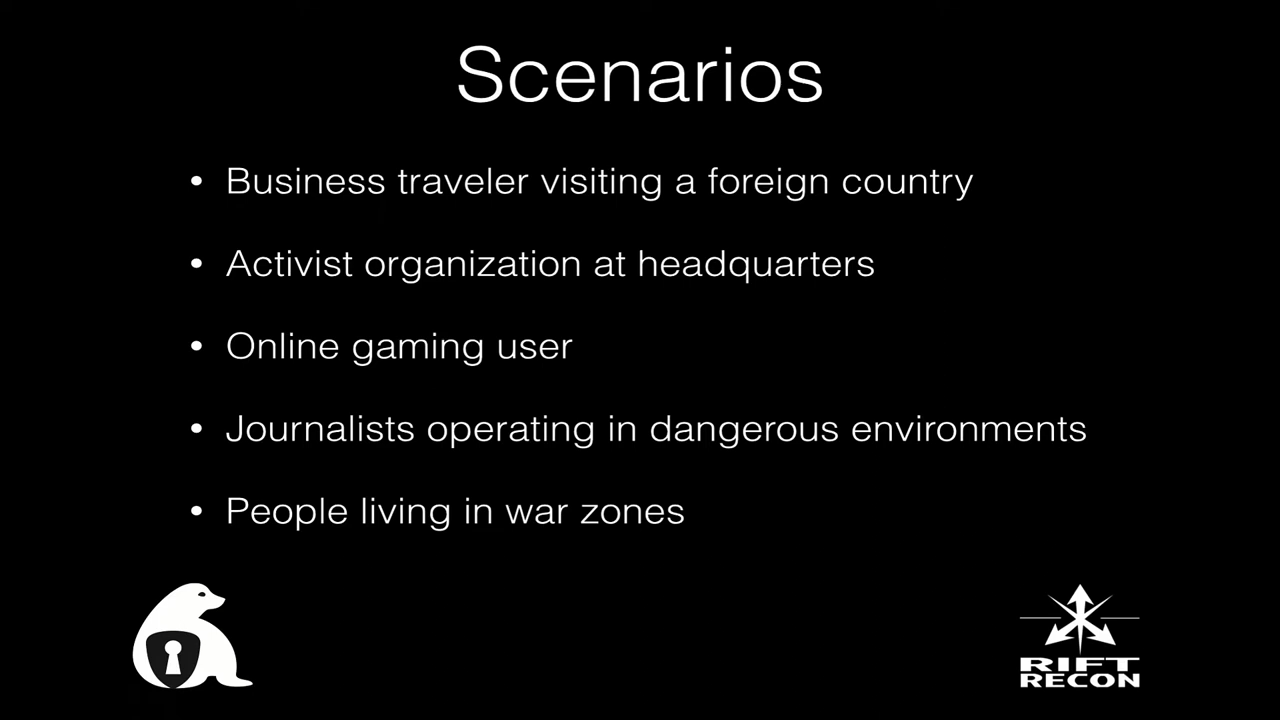 Scenarios
• Business traveler visiting a foreign country
• Activist organization at headquarters
• Online gaming user
• Journalists operating in dangerous environments
• People living in war zones
RIFT
RECON